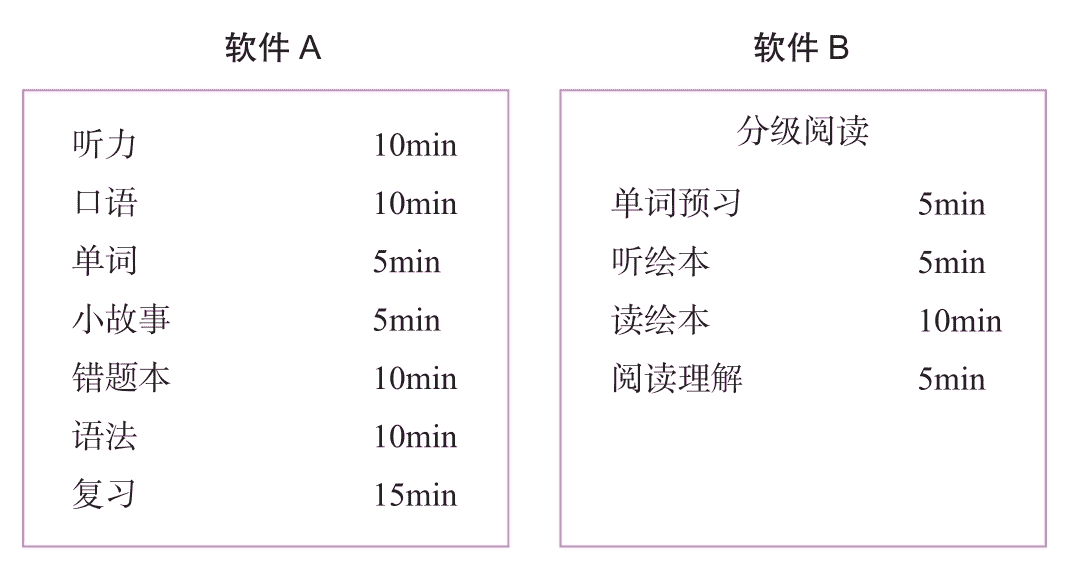 软件 A
听力 10min
口语 10min
单词 5min
小故事 5min
错题本 10min
语法 10min
复习 15min
软件 B
分级阅读
单词预习 5min
听绘本 5min
读绘本 10min
阅读理解 5min